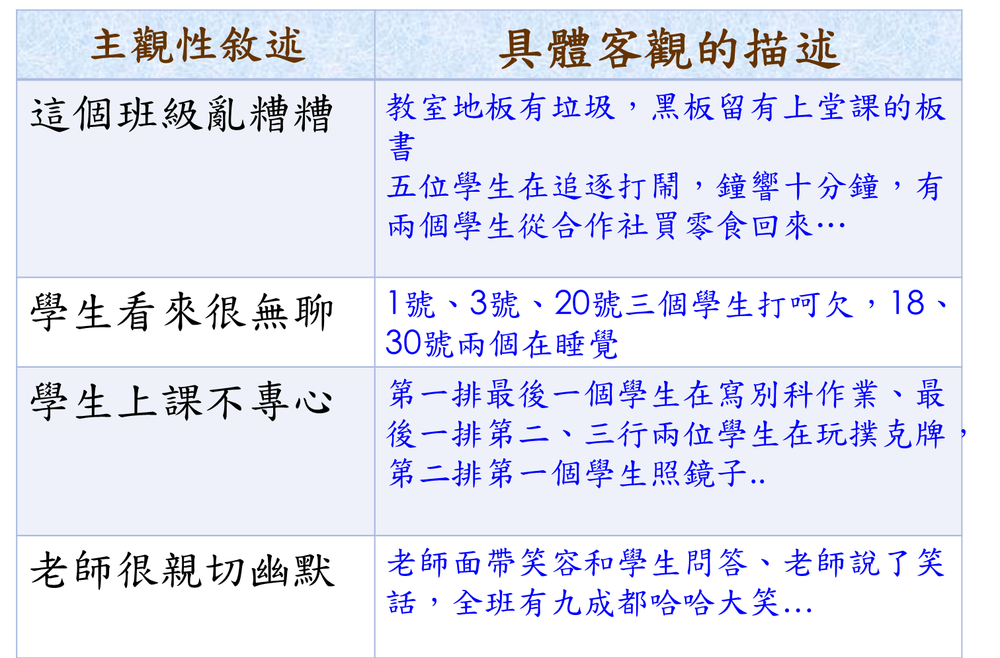 主觀性敘述
具體客觀的描述
這個班級亂糟糟
教室地板有垃圾，黑板留有上堂課的板
書
五位學生在追逐打鬧，鐘響十分鐘，有
兩個學生從合作社買零食回來…
學生看來很無聊
1號、3號、20號三個學生打呵欠，18、
30號兩個在睡覺
學生上課不專心
第一排最後一個學生在寫別科作業、最
後一排第二、三行兩位學生在玩撲克牌，
第二排第一個學生照鏡子..
老師很親切幽默
老師面帶笑容和學生問答、老師說了笑
話，全班有九成都哈哈大笑…